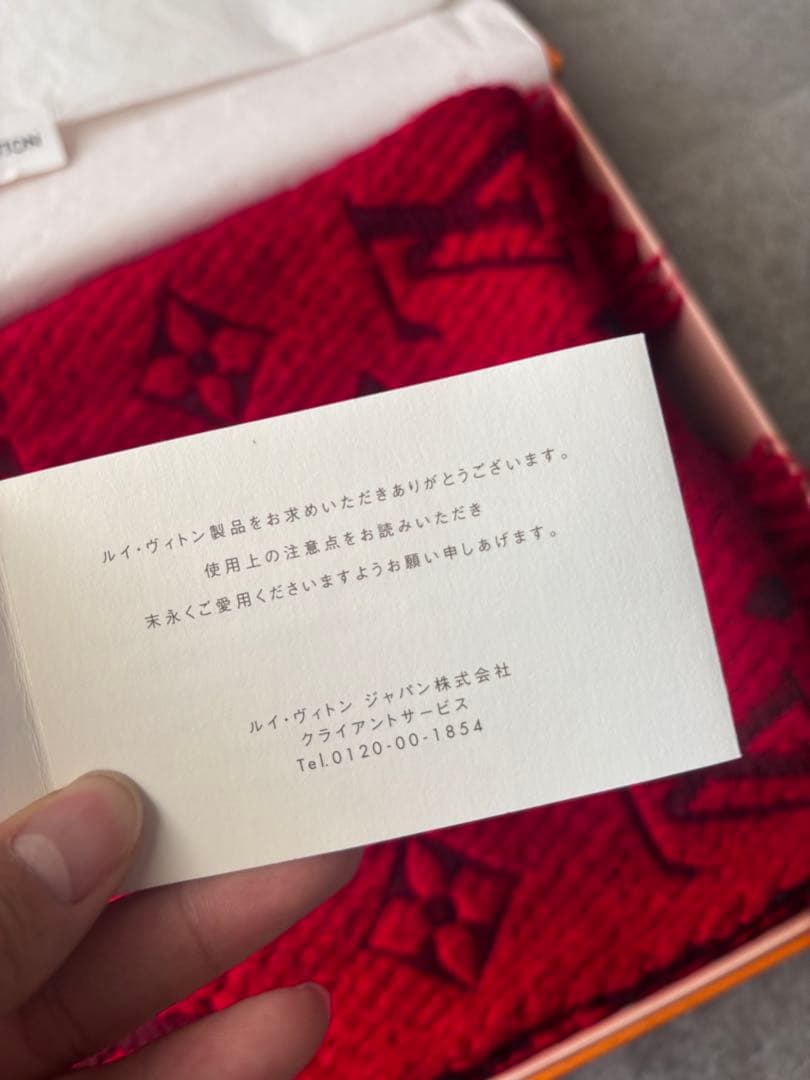 ルイ・ヴィトン製品をお求めいただきありがとうございます。
使用上の注意点をお読みいただき
末永くご愛用くださいますようお願い申しあげます。
ルイ・ヴィトン ジャパン株式会社
クライアントサービス
Tel.0120-00-1854